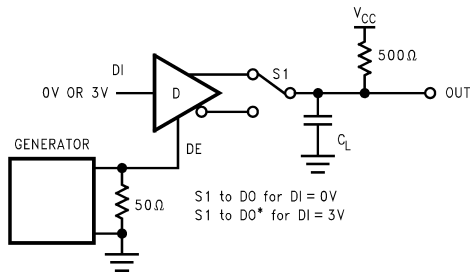 VCC
500Ω
DI
S1
0V OR 3V
D
OUT
CL
DE
GENERATOR
50Ω
S1 to DO for DI = 0V
S1 to DO* for DI = 3V